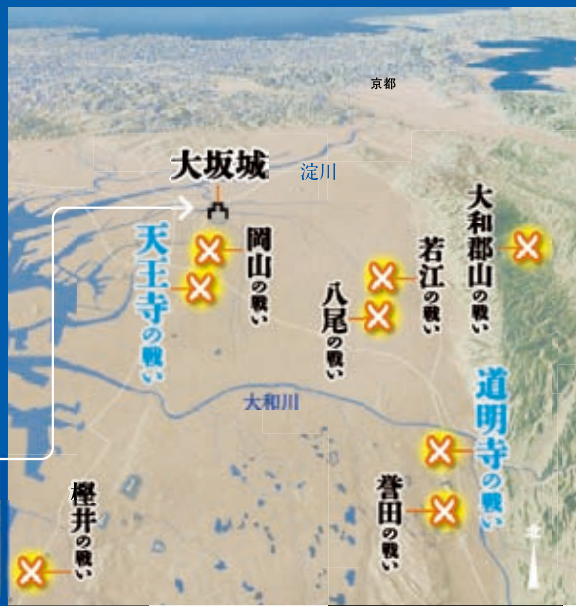 京都
大坂城
淀川
大和郡山の戦い
岡山の戦い
若江の戦い
天王寺の戦い
八尾の戦い
大和川
道明寺の戦い
誉田の戦い
樫井の戦い
北